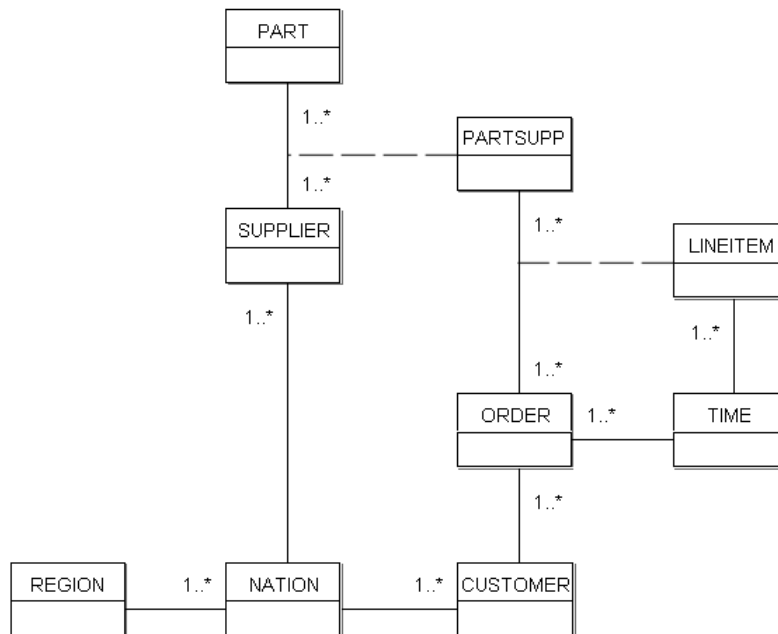 PART
1..*
PARTSUPP
1..*
SUPPLIER
1..*
LINEITEM
1..*
1..*
1..*
ORDER
1..*
TIME
1..*
REGION
1..*
NATION
1..*
CUSTOMER